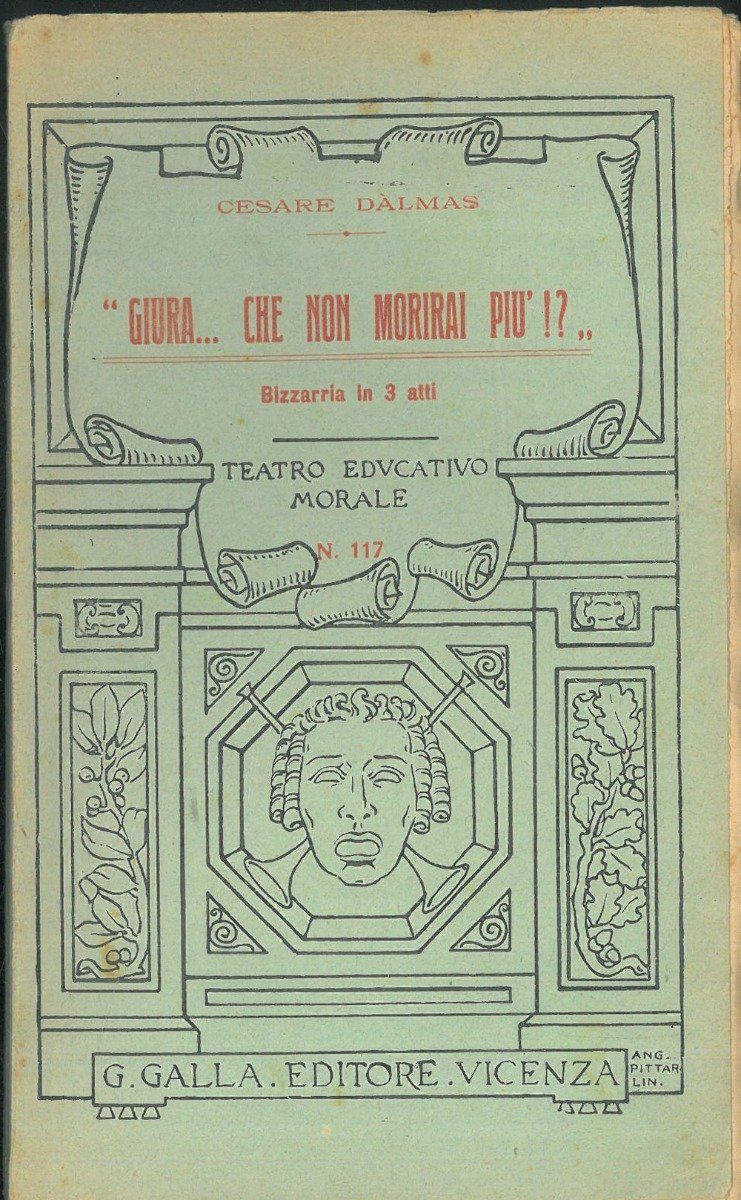 CESARE DÀLMAS
“ GIURA... CHE NON MORIRAI PIU’ !? „
Bizzarria in 3 atti
TEATRO EDVCATIVO
MORALE
N. 117
G. GALLA . EDITORE . VICENZA
ANG.
PITTAR
LIN.